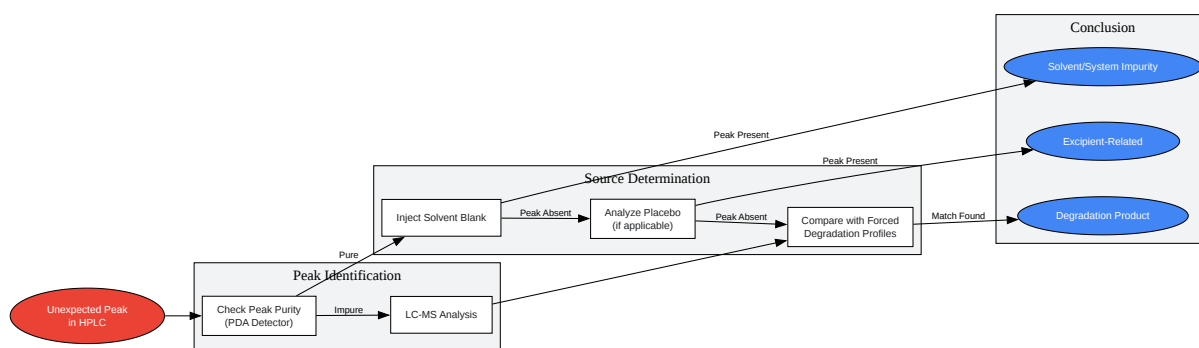 Conclusion
Solvent/System Impurity
Peak Present
Excipient-Related
Peak Present
Source Determination
Inject Solvent Blank
Peak Absent
Analyze Placebo
(if applicable)
Peak Absent
Compare with Forced
Degradation Profiles
Match Found
Degradation Product
Pure
Peak Identification
Unexpected Peak
in HPLC
Check Peak Purity
(PDA Detector)
Impure
LC-MS Analysis